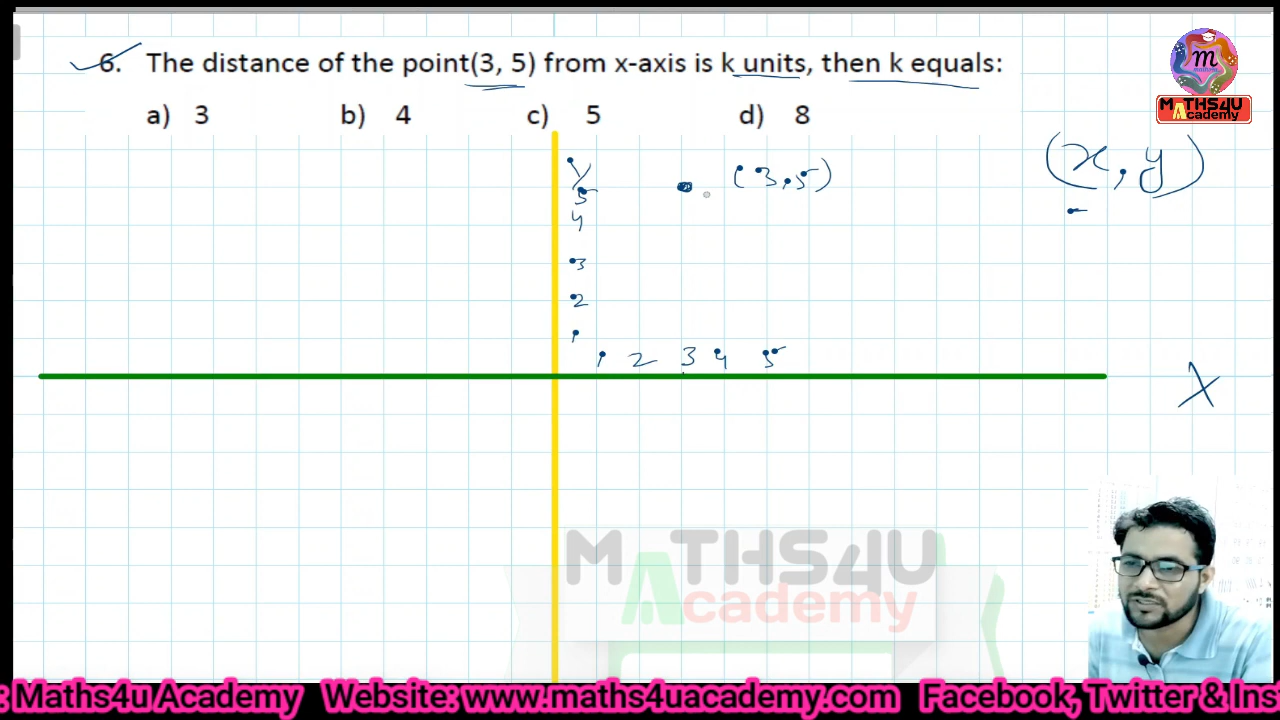 6. The distance of the point(3, 5) from x-axis is k units, then k equals:
a) 3 b) 4 c) 5 d) 8
m
MATHS4U
Academy
(x, y)
Y
(3,5)
5
4
3
2
1
1 2 3 4 5
X
MATHS4U
Academy
: Maths4u Academy Website: www.maths4uacademy.com Facebook, Twitter & Inst